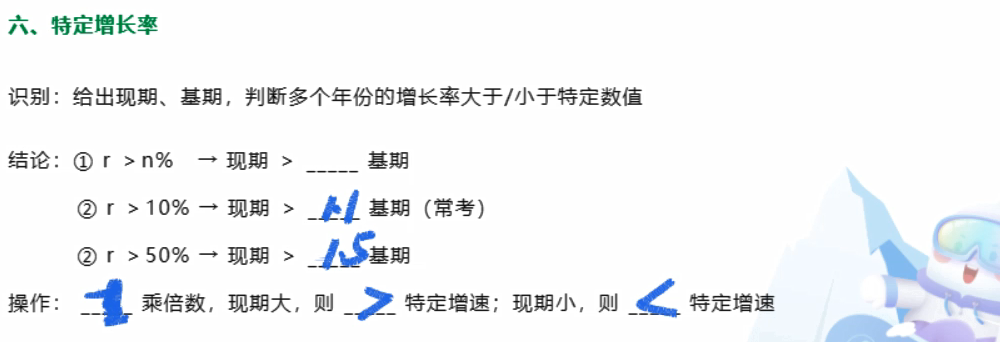 六、特定增长率
识别：给出现期、基期，判断多个年份的增长率大于/小于特定数值
结论：① r >n% → 现期 > _____ 基期
② r >10% → 现期 > 1.1 基期（常考）
② r >50% → 现期 > 1.5 基期
操作： 乘倍数，现期大，则 > 特定增速；现期小，则 < 特定增速